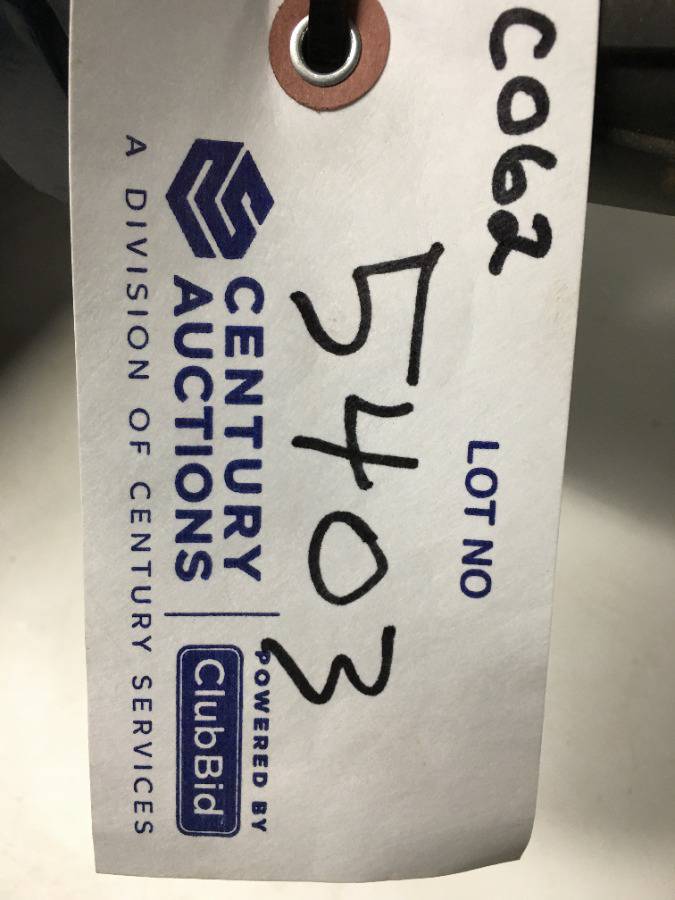 C062
LOT NO
5403
CENTURY
AUCTIONS
POWERED BY
ClubBid
A DIVISION OF CENTURY SERVICES